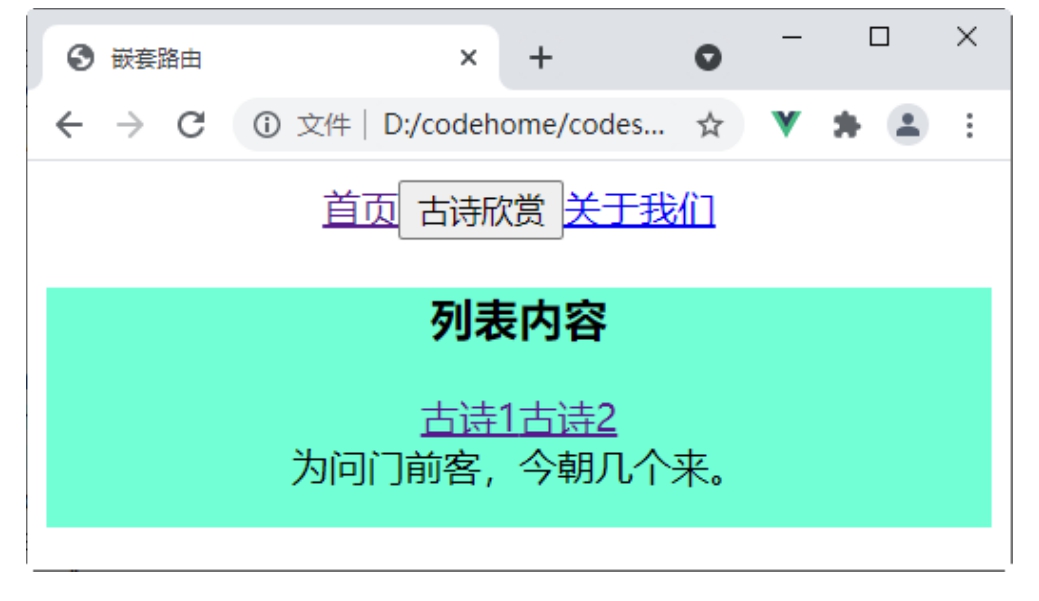 嵌套路由
文件 | D:/codehome/codes...
首页 古诗欣赏 关于我们
列表内容
古诗1古诗2
为问门前客，今朝几个来。